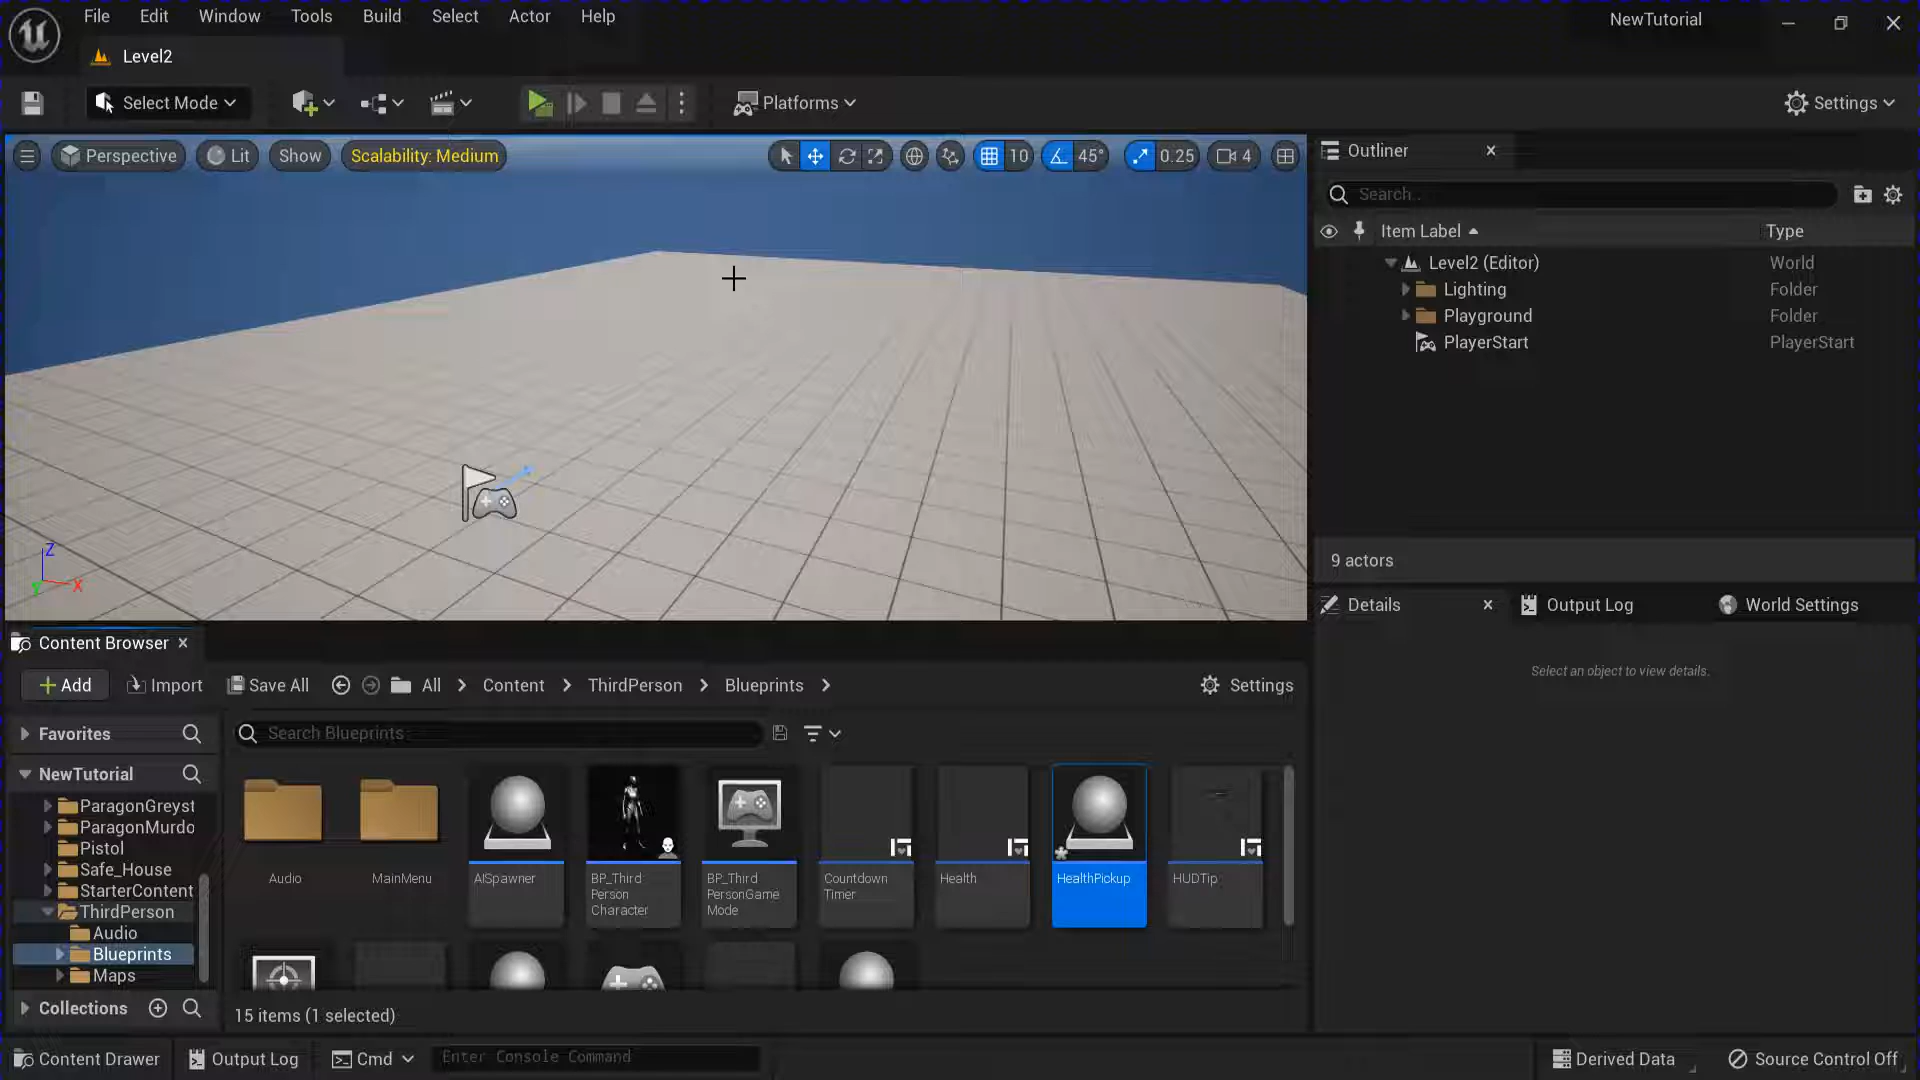 File Edit Window Tools Build Select Actor Help
NewTutorial
Level2
Select Mode
Platforms
Settings
Perspective Lit Show Scalability: Medium
10 45° 0.25 4
Outliner
Search...
Item Label Type
Level2 (Editor) World
Lighting Folder
Playground Folder
PlayerStart PlayerStart
9 actors
Z
Y X
Details Output Log World Settings
Select an object to view details.
Content Browser
Add Import Save All All Content ThirdPerson Blueprints Settings
Favorites
Search Blueprints
NewTutorial
ParagonGreyst
ParagonMurdo
Pistol
Safe_House
StarterContent
ThirdPerson
Audio
Blueprints
Maps
Audio
MainMenu
AISpawner
BP_Third
Person
Character
BP_Third
PersonGame
Mode
Countdown
Timer
Health
HealthPickup
HUDTip
Collections
15 items (1 selected)
Content Drawer Output Log Cmd Enter Console Command
Derived Data Source Control Off